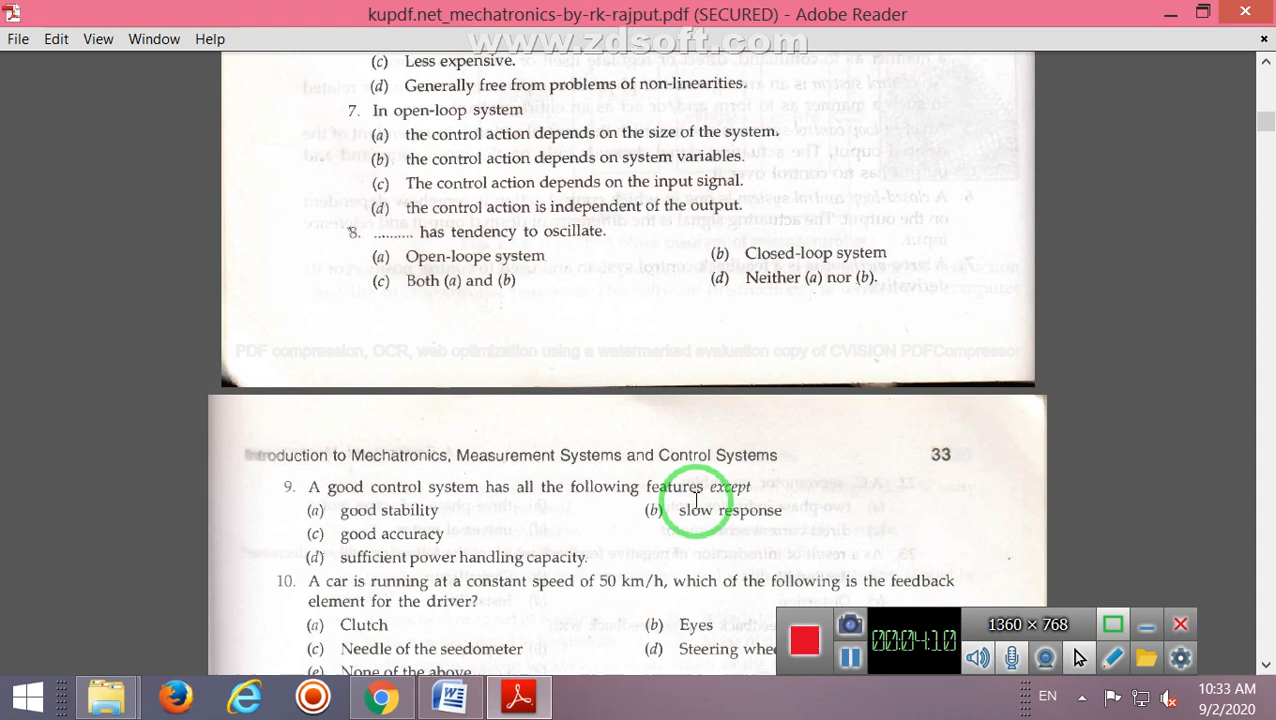 kupdf.net_mechatronics-by-rk-rajput.pdf (SECURED) - Adobe Reader
File Edit View Window Help
www.zdsoft.com
(c) Less expensive.
(d) Generally free from problems of non-linearities.
7. In open-loop system
(a) the control action depends on the size of the system.
(b) the control action depends on system variables.
(c) The control action depends on the input signal.
(d) the control action is independent of the output.
8. .......... has tendency to oscillate.
(a) Open-loope system (b) Closed-loop system
(c) Both (a) and (b) (d) Neither (a) nor (b).
PDF compression, OCR, web optimization using a watermarked evaluation copy of CVISION PDFCompressor
Introduction to Mechatronics, Measurement Systems and Control Systems 33
9. A good control system has all the following features except
(a) good stability (b) slow response
(c) good accuracy
(d) sufficient power handling capacity.
10. A car is running at a constant speed of 50 km/h, which of the following is the feedback
element for the driver?
(a) Clutch (b) Eyes
(c) Needle of the seedometer (d) Steering whee
(e) None of the above
00:04:10
1360 × 768
EN
10:33 AM
9/2/2020